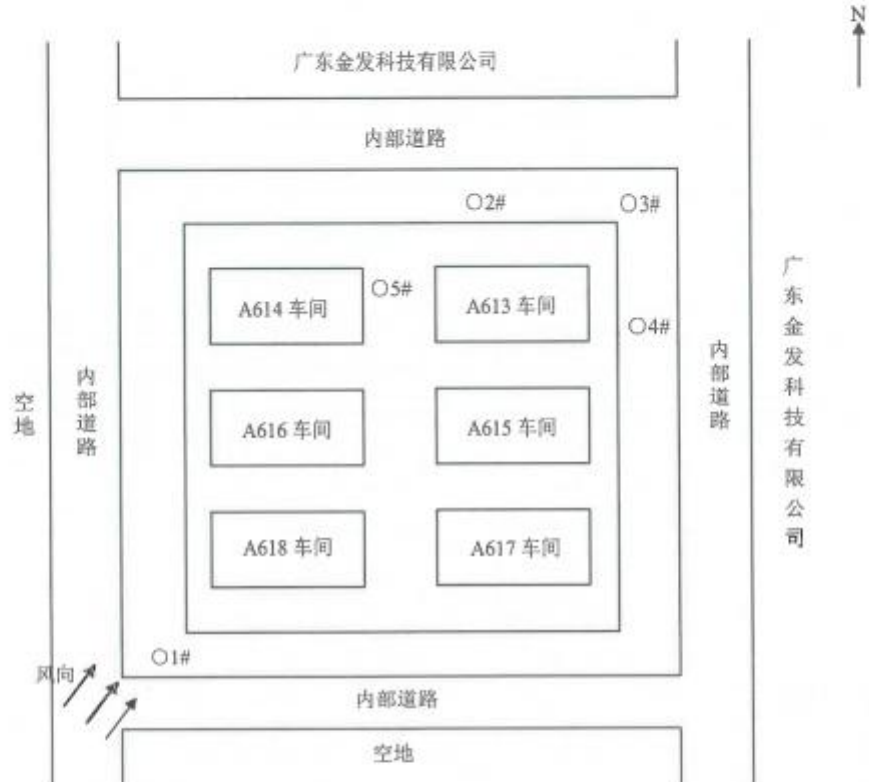 N
广东金发科技有限公司
内部道路
○2#
○3#
A614 车间
○5#
A613 车间
○4#
广东金发科技有限公司
内部道路
内部道路
空地
A616 车间
A615 车间
A618 车间
A617 车间
○1#
风向
内部道路
空地